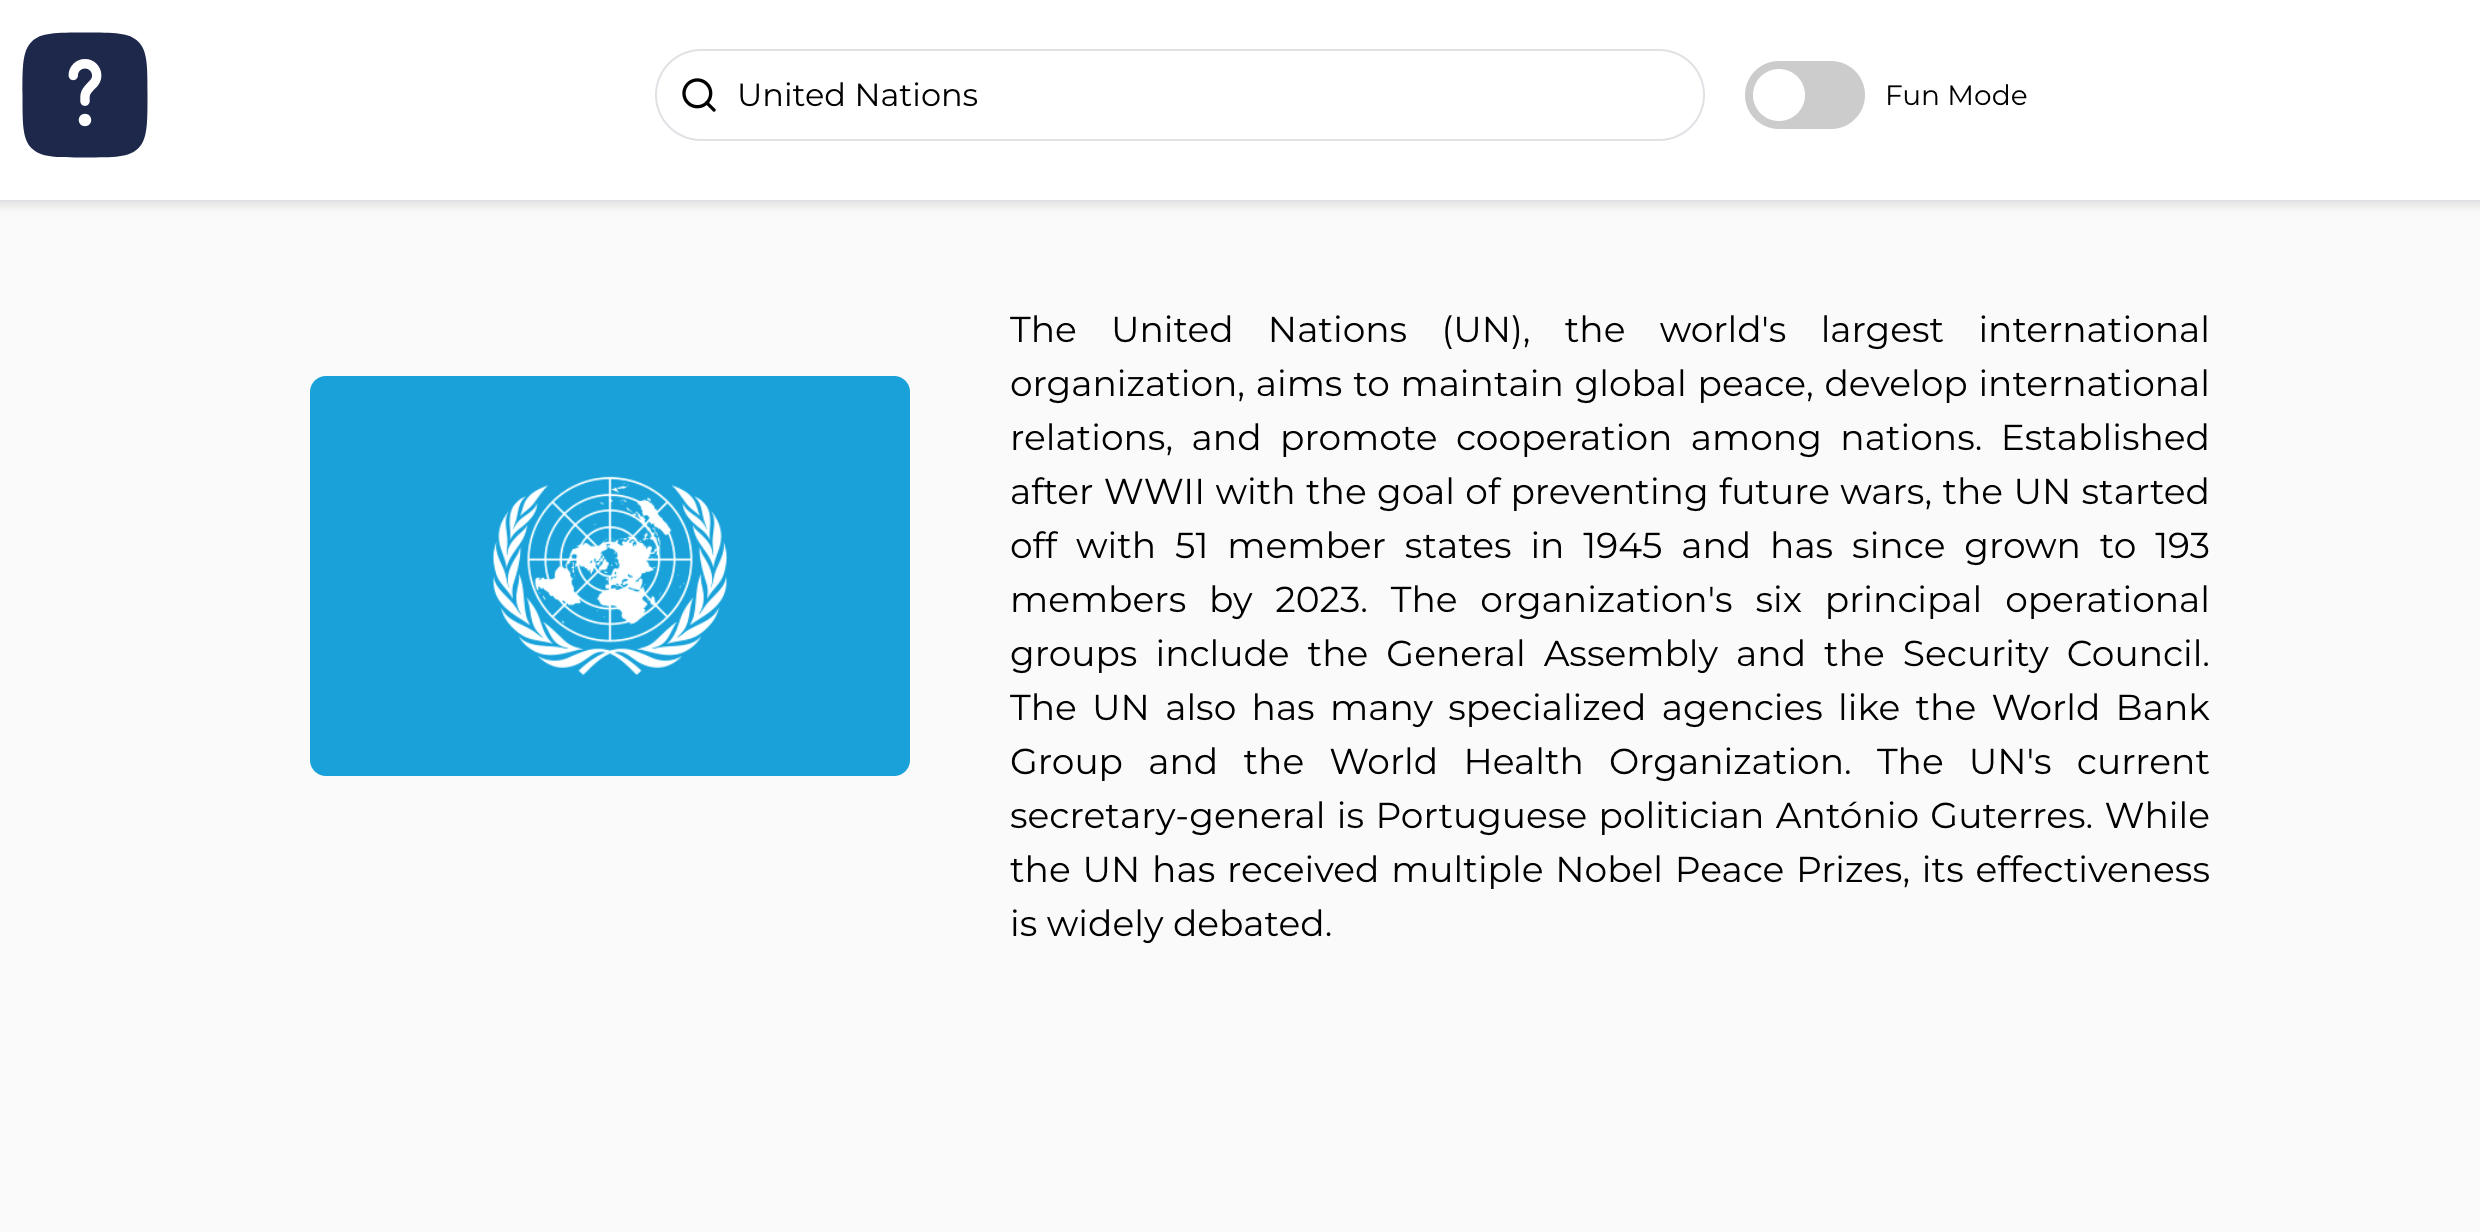 ?
United Nations
Fun Mode
The United Nations (UN), the world's largest international
organization, aims to maintain global peace, develop international
relations, and promote cooperation among nations. Established
after WWII with the goal of preventing future wars, the UN started
off with 51 member states in 1945 and has since grown to 193
members by 2023. The organization's six principal operational
groups include the General Assembly and the Security Council.
The UN also has many specialized agencies like the World Bank
Group and the World Health Organization. The UN's current
secretary-general is Portuguese politician António Guterres. While
the UN has received multiple Nobel Peace Prizes, its effectiveness
is widely debated.